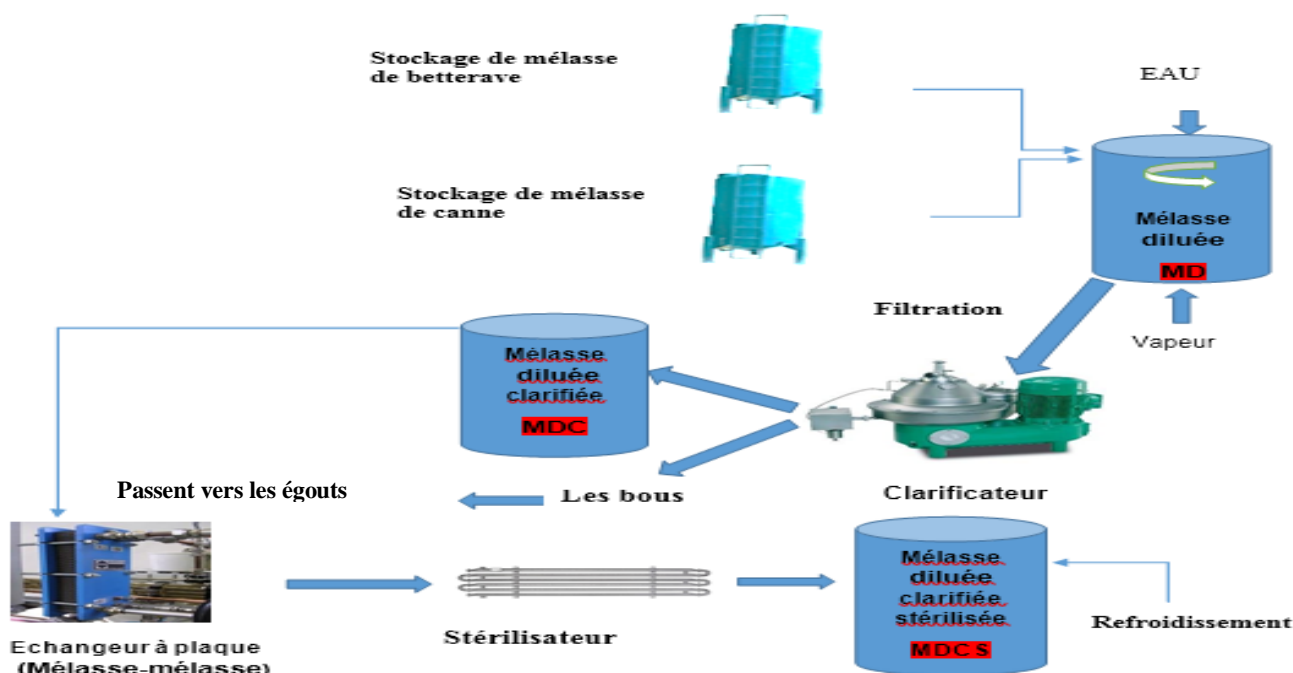 Stockage de mélasse
de betterave
EAU
Stockage de mélasse
de canne
Mélasse
diluée
MD
Filtration
Vapeur
Mélasse
diluée
clarifiée
MDC
Passent vers les égouts
Les bous
Clarificateur
Mélasse
diluée
clarifiée
stérilisée
MDCS
Refroidissement
Stérilisateur
Echangeur à plaque
(Mélasse-mélasse)